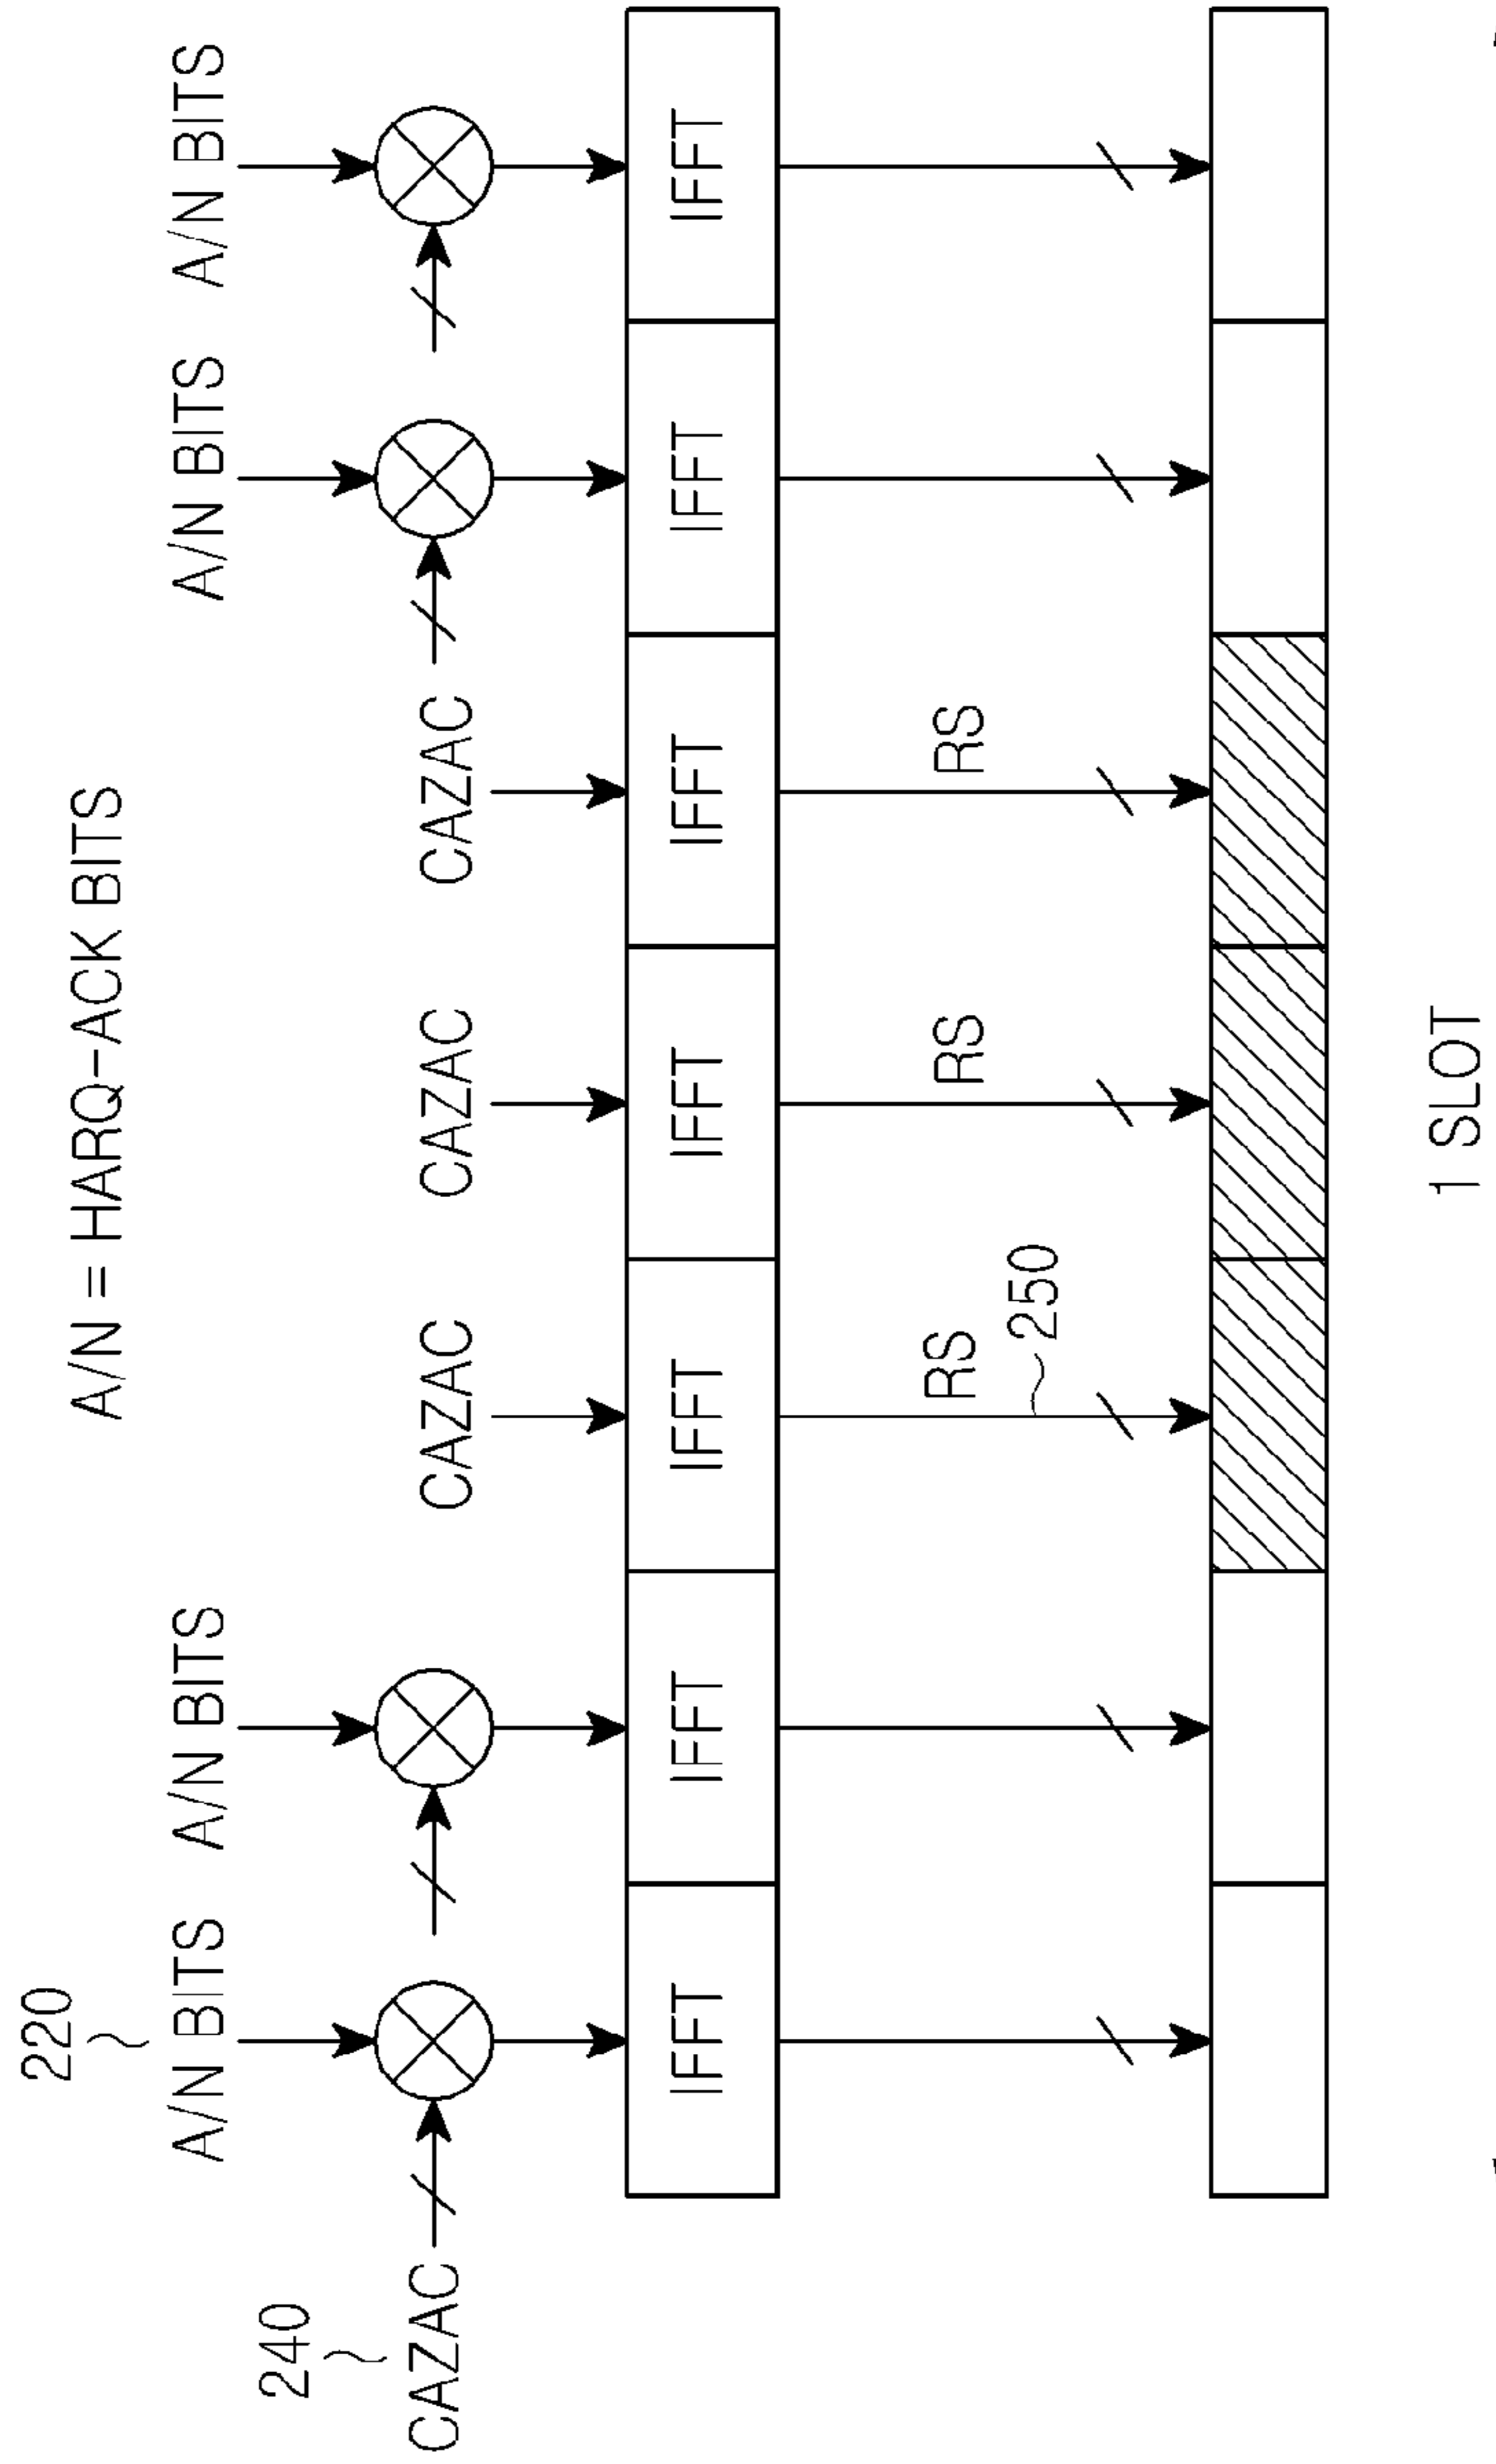 A/N = HARQ-ACK BITS
220
A/N BITS A/N BITS A/N BITS A/N BITS
240
CAZAC CAZAC CAZAC CAZAC
IFFT IFFT IFFT IFFT IFFT IFFT IFFT
RS RS RS
250
1 SLOT